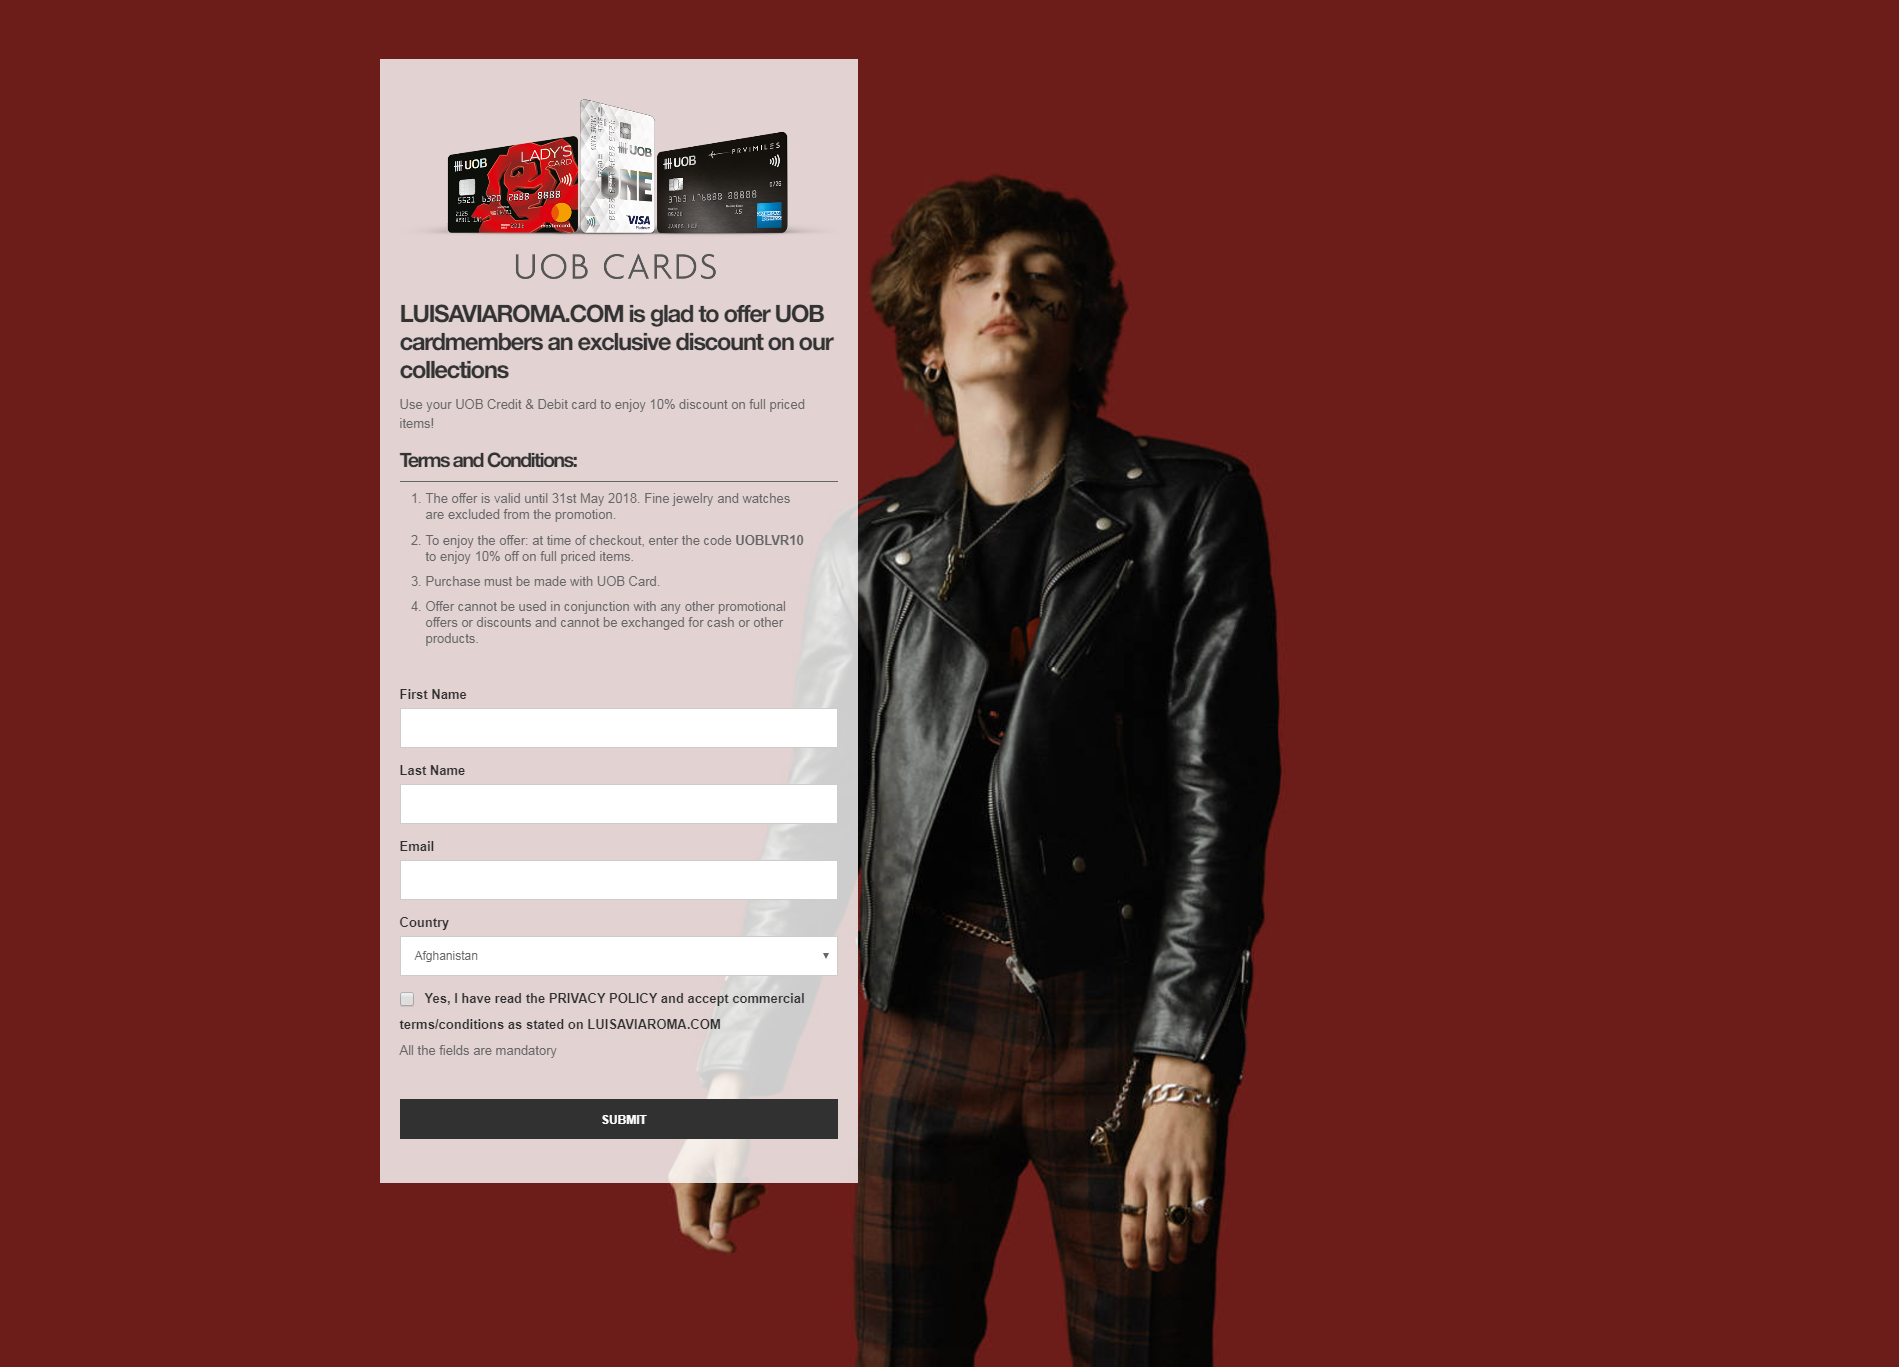 UOB
LADY'S
CARD
5521 6320 2888 8888
mastercard
UOB
ONE
VISA
Platinum
UOB
PRVIMILES
UOB CARDS
LUISAVIAROMA.COM is glad to offer UOB
cardmembers an exclusive discount on our
collections
Use your UOB Credit & Debit card to enjoy 10% discount on full priced
items!
Terms and Conditions:
1. The offer is valid until 31st May 2018. Fine jewelry and watches
are excluded from the promotion.
2. To enjoy the offer: at time of checkout, enter the code UOBLVR10
to enjoy 10% off on full priced items.
3. Purchase must be made with UOB Card.
4. Offer cannot be used in conjunction with any other promotional
offers or discounts and cannot be exchanged for cash or other
products.
First Name
Last Name
Email
Country
Afghanistan
Yes, I have read the PRIVACY POLICY and accept commercial
terms/conditions as stated on LUISAVIAROMA.COM
All the fields are mandatory
SUBMIT